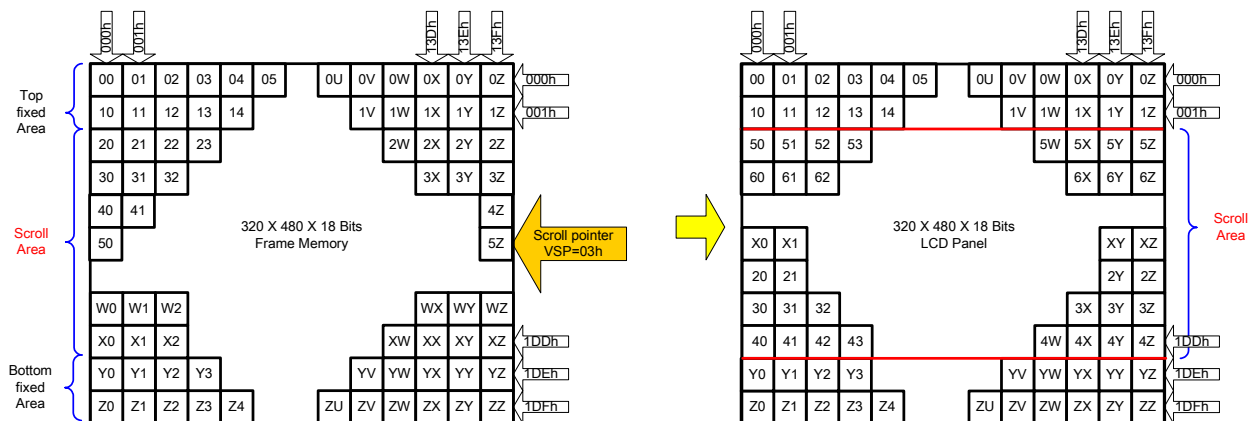 000h 001h 13Dh 13Eh 13Fh 000h 001h 13Dh 13Eh 13Fh
00 01 02 03 04 05 0U 0V 0W 0X 0Y 0Z 000h 00 01 02 03 04 05 0U 0V 0W 0X 0Y 0Z 000h
Top
fixed
Area
10 11 12 13 14 1V 1W 1X 1Y 1Z 001h 10 11 12 13 14 1V 1W 1X 1Y 1Z 001h
20 21 22 23 2W 2X 2Y 2Z 50 51 52 53 5W 5X 5Y 5Z
30 31 32 3X 3Y 3Z 60 61 62 6X 6Y 6Z
40 41 4Z
Scroll
Area
50 5Z
320 X 480 X 18 Bits
Frame Memory
Scroll pointer
VSP=03h
320 X 480 X 18 Bits
LCD Panel
Scroll
Area
X0 X1 XY XZ
20 21 2Y 2Z
W0 W1 W2 WX WY WZ 30 31 32 3X 3Y 3Z
X0 X1 X2 XW XX XY XZ 1DDh 40 41 42 43 4W 4X 4Y 4Z 1DDh
Bottom
fixed
Area
Y0 Y1 Y2 Y3 YV YW YX YY YZ 1DEh Y0 Y1 Y2 Y3 YV YW YX YY YZ 1DEh
Z0 Z1 Z2 Z3 Z4 ZU ZV ZW ZX ZY ZZ 1DFh Z0 Z1 Z2 Z3 Z4 ZU ZV ZW ZX ZY ZZ 1DFh